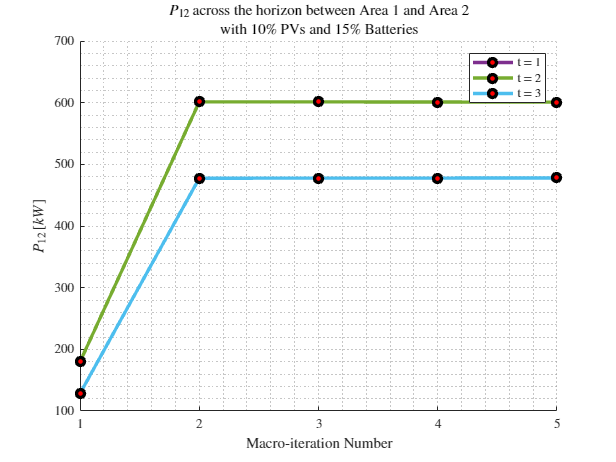 P12 across the horizon between Area 1 and Area 2
with 10% PVs and 15% Batteries
700
600
500
400
300
200
100
P12 [kW]
t = 1
t = 2
t = 3
1
2
3
4
5
Macro-iteration Number